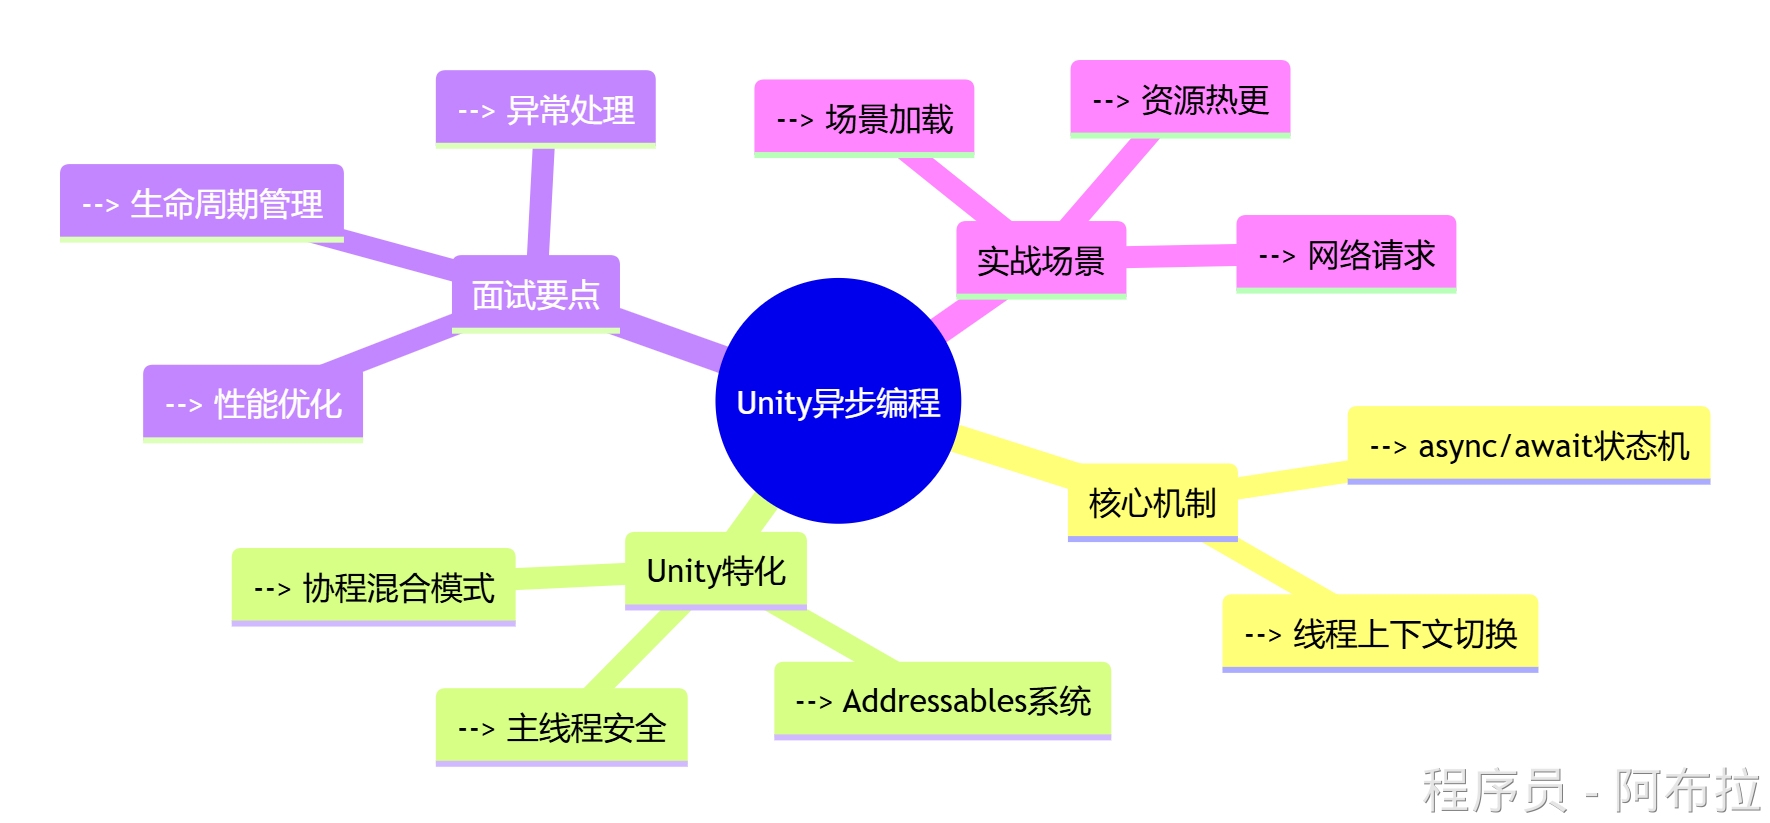 --> 异常处理
--> 生命周期管理
面试要点
--> 性能优化
--> 场景加载
--> 资源热更
实战场景
--> 网络请求
Unity异步编程
--> async/await状态机
核心机制
--> 线程上下文切换
Unity特化
--> 协程混合模式
--> 主线程安全
--> Addressables系统
程序员 - 阿布拉